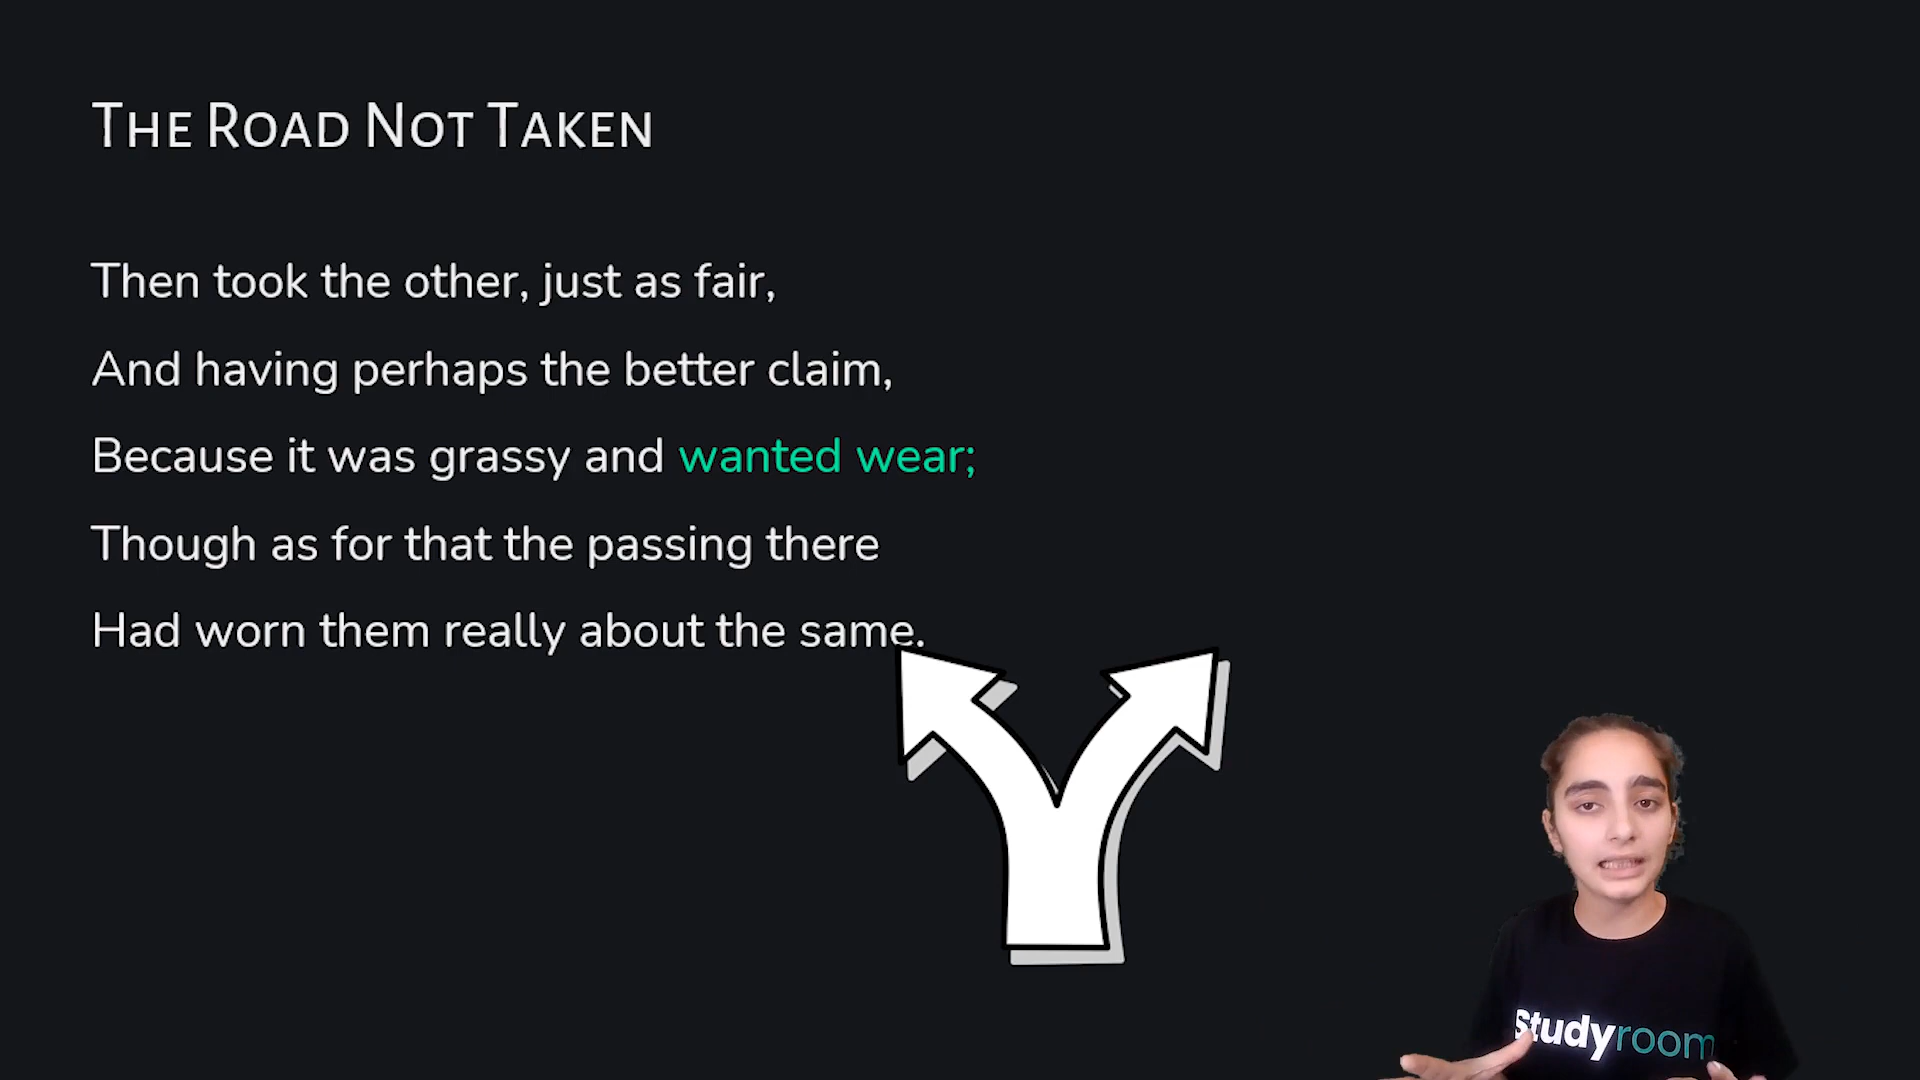 The Road Not Taken
Then took the other, just as fair,
And having perhaps the better claim,
Because it was grassy and wanted wear;
Though as for that the passing there
Had worn them really about the same.
Studyroom